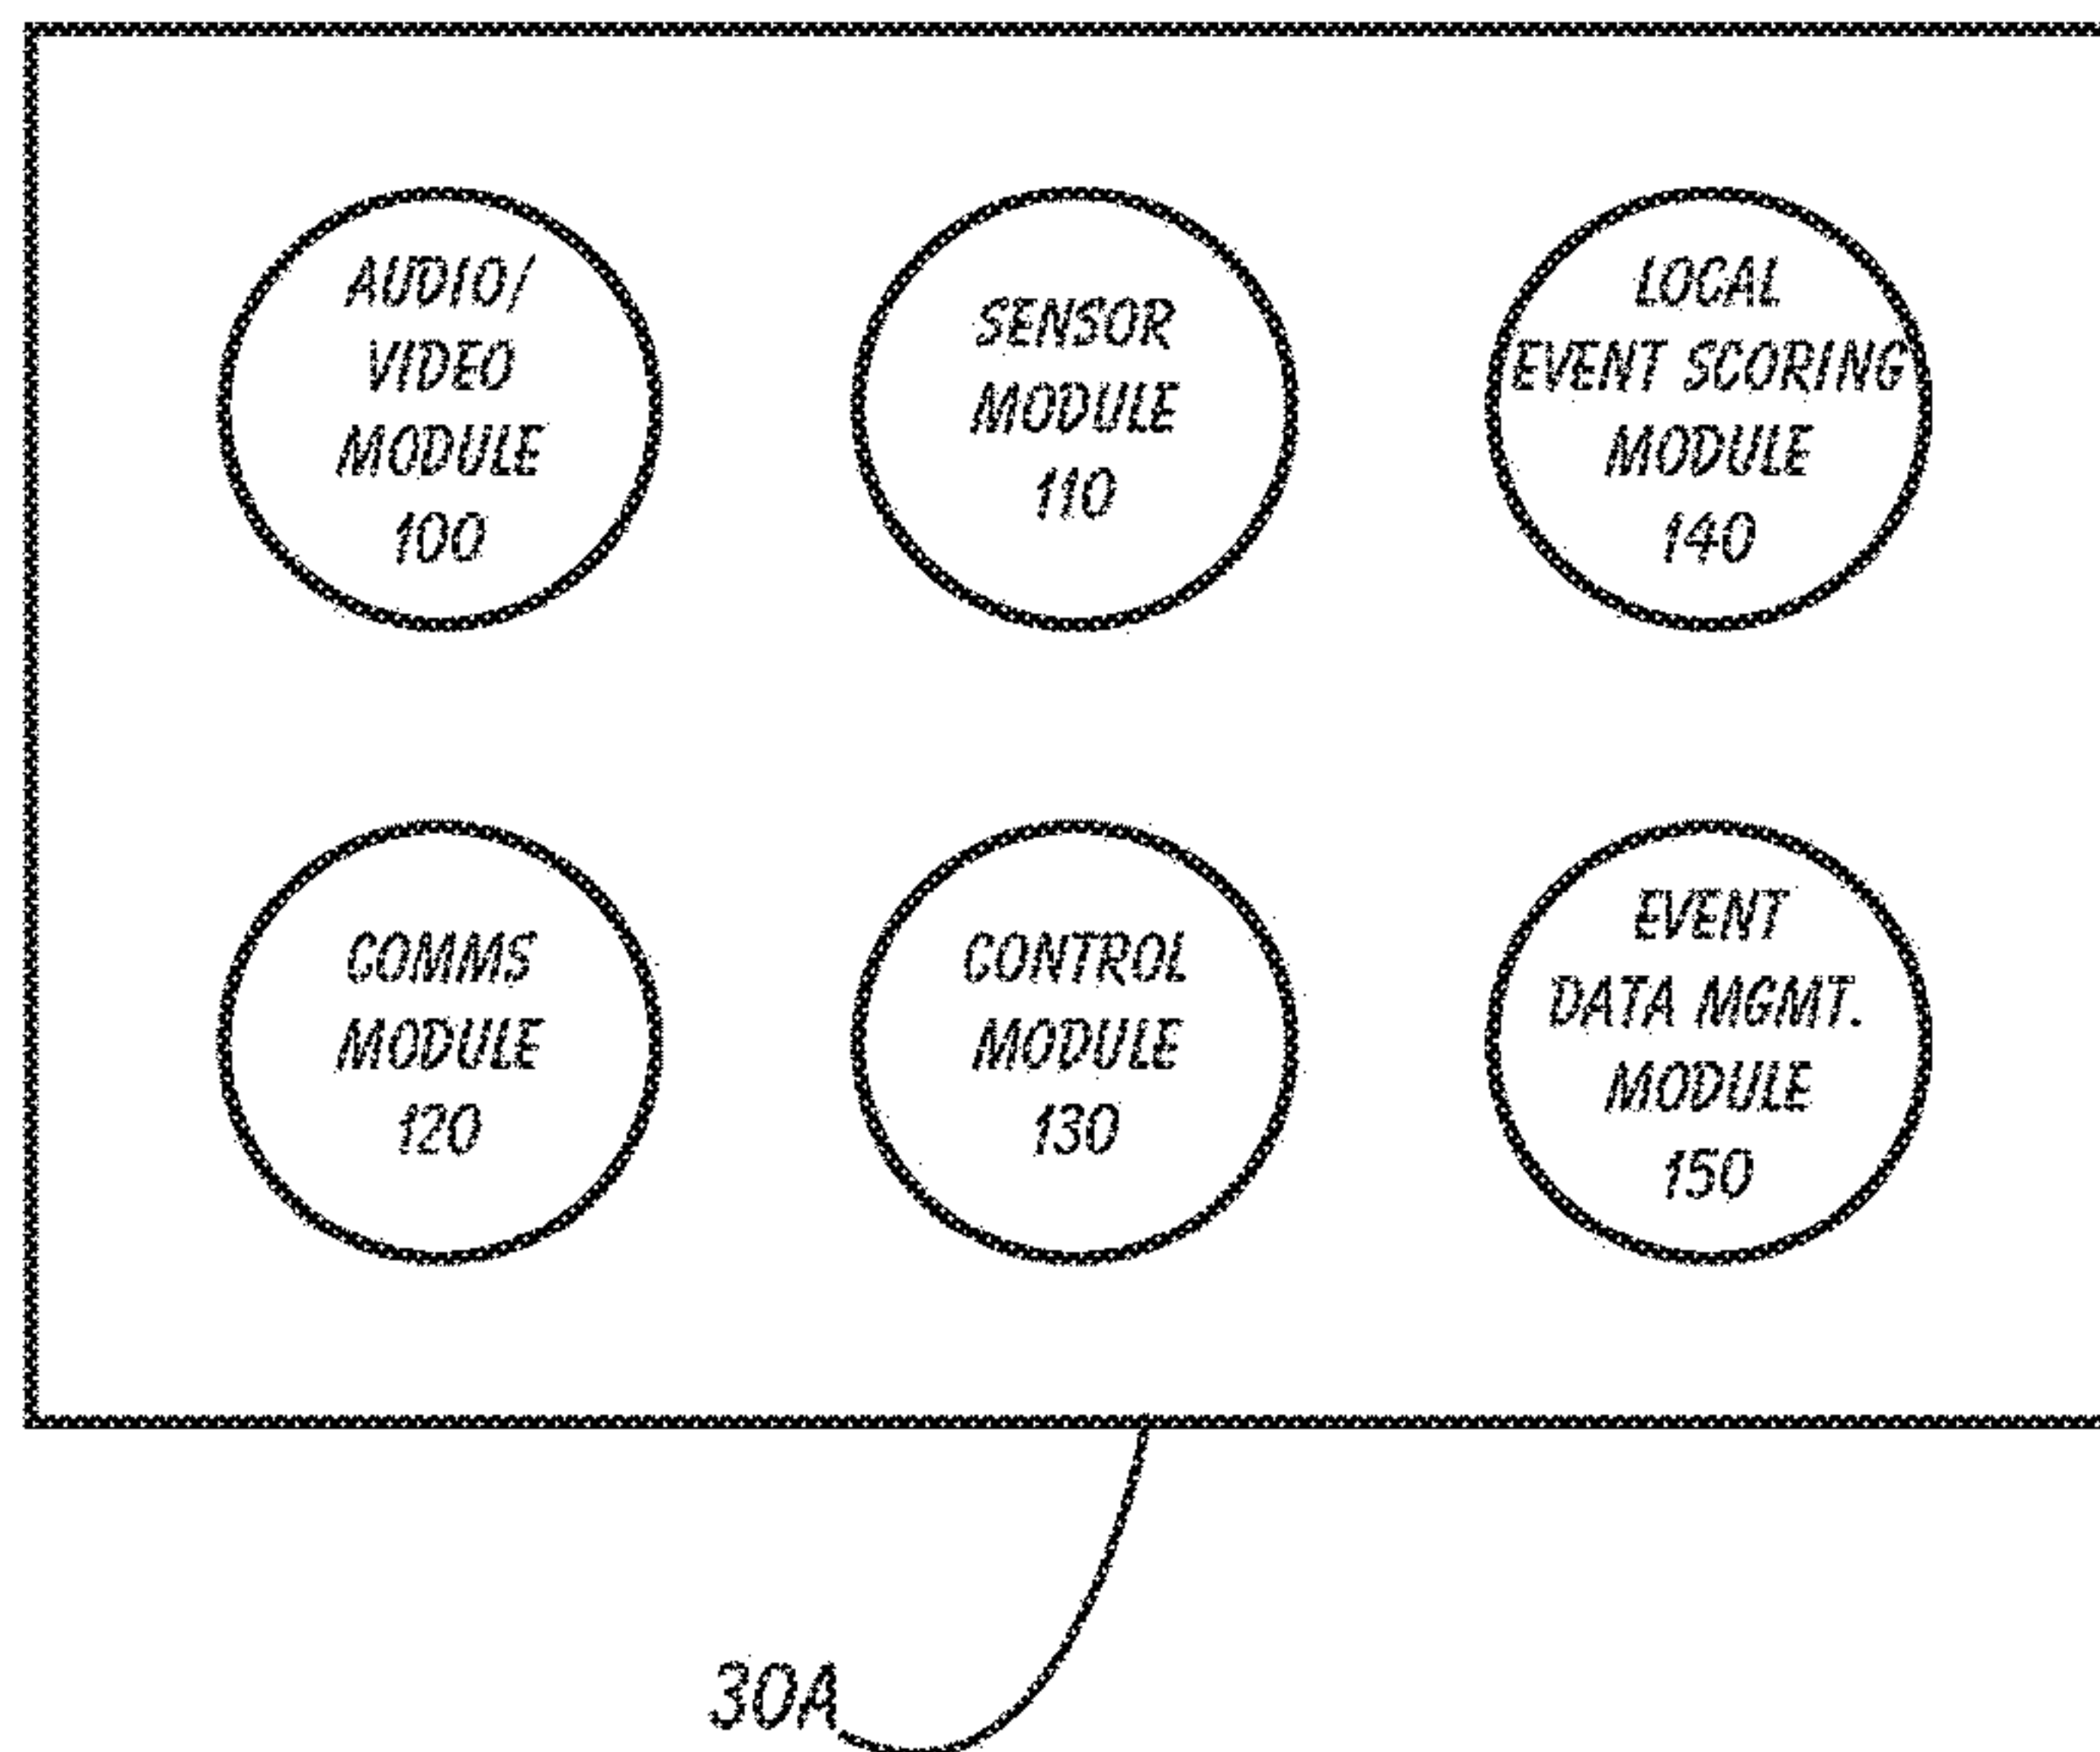 AUDIO/
VIDEO
MODULE
100
SENSOR
MODULE
110
LOCAL
EVENT SCORING
MODULE
140
COMMS
MODULE
120
CONTROL
MODULE
130
EVENT
DATA MGMT.
MODULE
150
30A